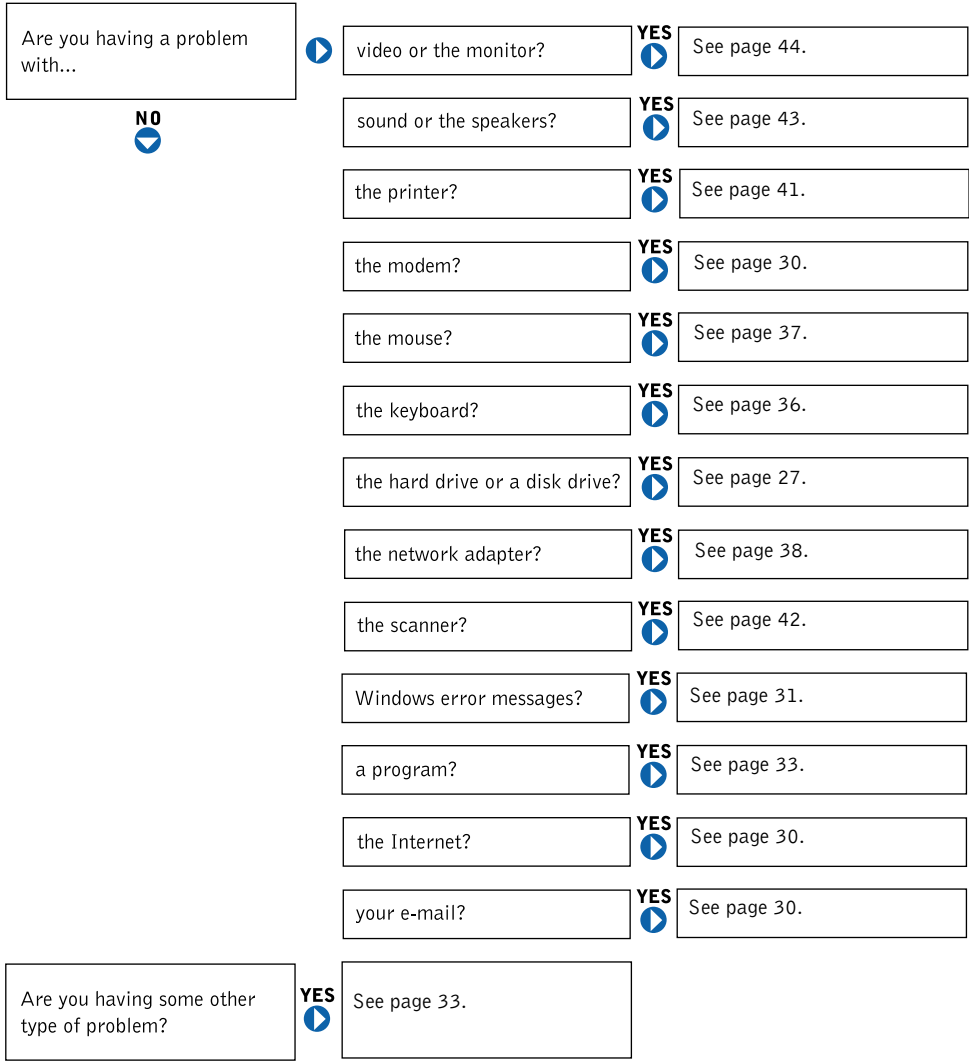 Are you having a problem
with...
video or the monitor?
YES
See page 44.
NO
sound or the speakers?
YES
See page 43.
the printer?
YES
See page 41.
the modem?
YES
See page 30.
the mouse?
YES
See page 37.
the keyboard?
YES
See page 36.
the hard drive or a disk drive?
YES
See page 27.
the network adapter?
YES
See page 38.
the scanner?
YES
See page 42.
Windows error messages?
YES
See page 31.
a program?
YES
See page 33.
the Internet?
YES
See page 30.
your e-mail?
YES
See page 30.
Are you having some other
type of problem?
YES
See page 33.